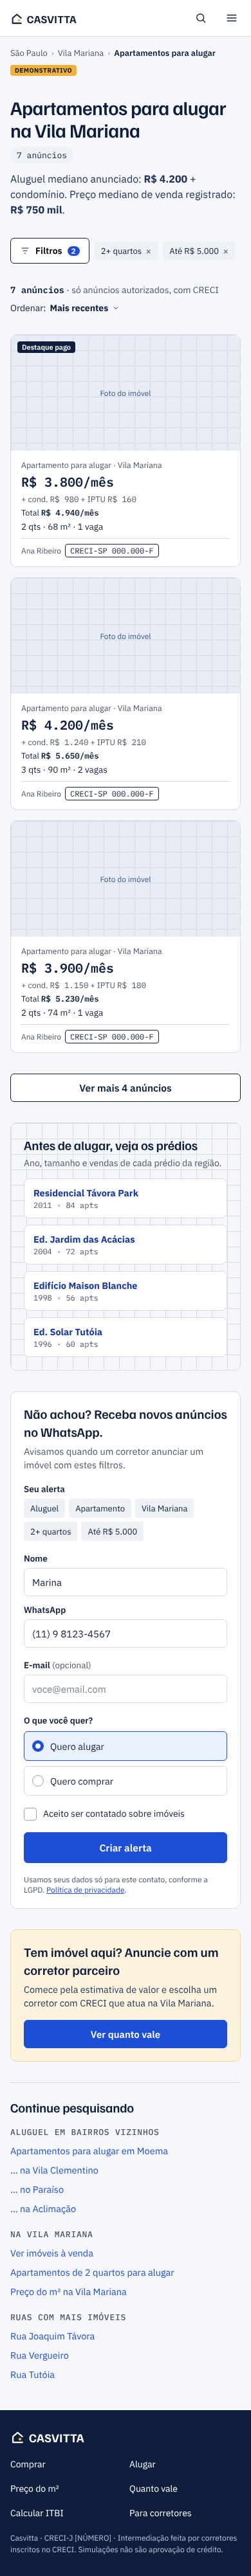 CASVITTA
São Paulo › Vila Mariana › Apartamentos para alugar
DEMONSTRATIVO
Apartamentos para alugar
na Vila Mariana
7 anúncios
Aluguel mediano anunciado: R$ 4.200 +
condomínio. Preço mediano de venda registrado:
R$ 750 mil.
Filtros 2
2+ quartos ×
Até R$ 5.000 ×
7 anúncios · só anúncios autorizados, com CRECI
Ordenar: Mais recentes
Destaque pago
Foto do imóvel
Apartamento para alugar · Vila Mariana
R$ 3.800/mês
+ cond. R$ 980 + IPTU R$ 160
Total R$ 4.940/mês
2 qts · 68 m² · 1 vaga
Ana Ribeiro CRECI-SP 000.000-F
Foto do imóvel
Apartamento para alugar · Vila Mariana
R$ 4.200/mês
+ cond. R$ 1.240 + IPTU R$ 210
Total R$ 5.650/mês
3 qts · 90 m² · 2 vagas
Ana Ribeiro CRECI-SP 000.000-F
Foto do imóvel
Apartamento para alugar · Vila Mariana
R$ 3.900/mês
+ cond. R$ 1.150 + IPTU R$ 180
Total R$ 5.230/mês
2 qts · 74 m² · 1 vaga
Ana Ribeiro CRECI-SP 000.000-F
Ver mais 4 anúncios
Antes de alugar, veja os prédios
Ano, tamanho e vendas de cada prédio da região.
Residencial Távora Park
2011 · 84 apts
Ed. Jardim das Acácias
2004 · 72 apts
Edifício Maison Blanche
1998 · 56 apts
Ed. Solar Tutóia
1996 · 60 apts
Não achou? Receba novos anúncios
no WhatsApp.
Avisamos quando um corretor anunciar um
imóvel com estes filtros.
Seu alerta
Aluguel
Apartamento
Vila Mariana
2+ quartos
Até R$ 5.000
Nome
Marina
WhatsApp
(11) 9 8123-4567
E-mail (opcional)
voce@email.com
O que você quer?
Quero alugar
Quero comprar
Aceito ser contatado sobre imóveis
Criar alerta
Usamos seus dados só para este contato, conforme a
LGPD. Política de privacidade.
Tem imóvel aqui? Anuncie com um
corretor parceiro
Comece pela estimativa de valor e escolha um
corretor com CRECI que atua na Vila Mariana.
Ver quanto vale
Continue pesquisando
ALUGUEL EM BAIRROS VIZINHOS
Apartamentos para alugar em Moema
… na Vila Clementino
… no Paraíso
… na Aclimação
NA VILA MARIANA
Ver imóveis à venda
Apartamentos de 2 quartos para alugar
Preço do m² na Vila Mariana
RUAS COM MAIS IMÓVEIS
Rua Joaquim Távora
Rua Vergueiro
Rua Tutóia
CASVITTA
Comprar
Alugar
Preço do m²
Quanto vale
Calcular ITBI
Para corretores
Casvitta · CRECI-J [NÚMERO] · Intermediação feita por corretores
inscritos no CRECI. Simulações não são aprovação de crédito.